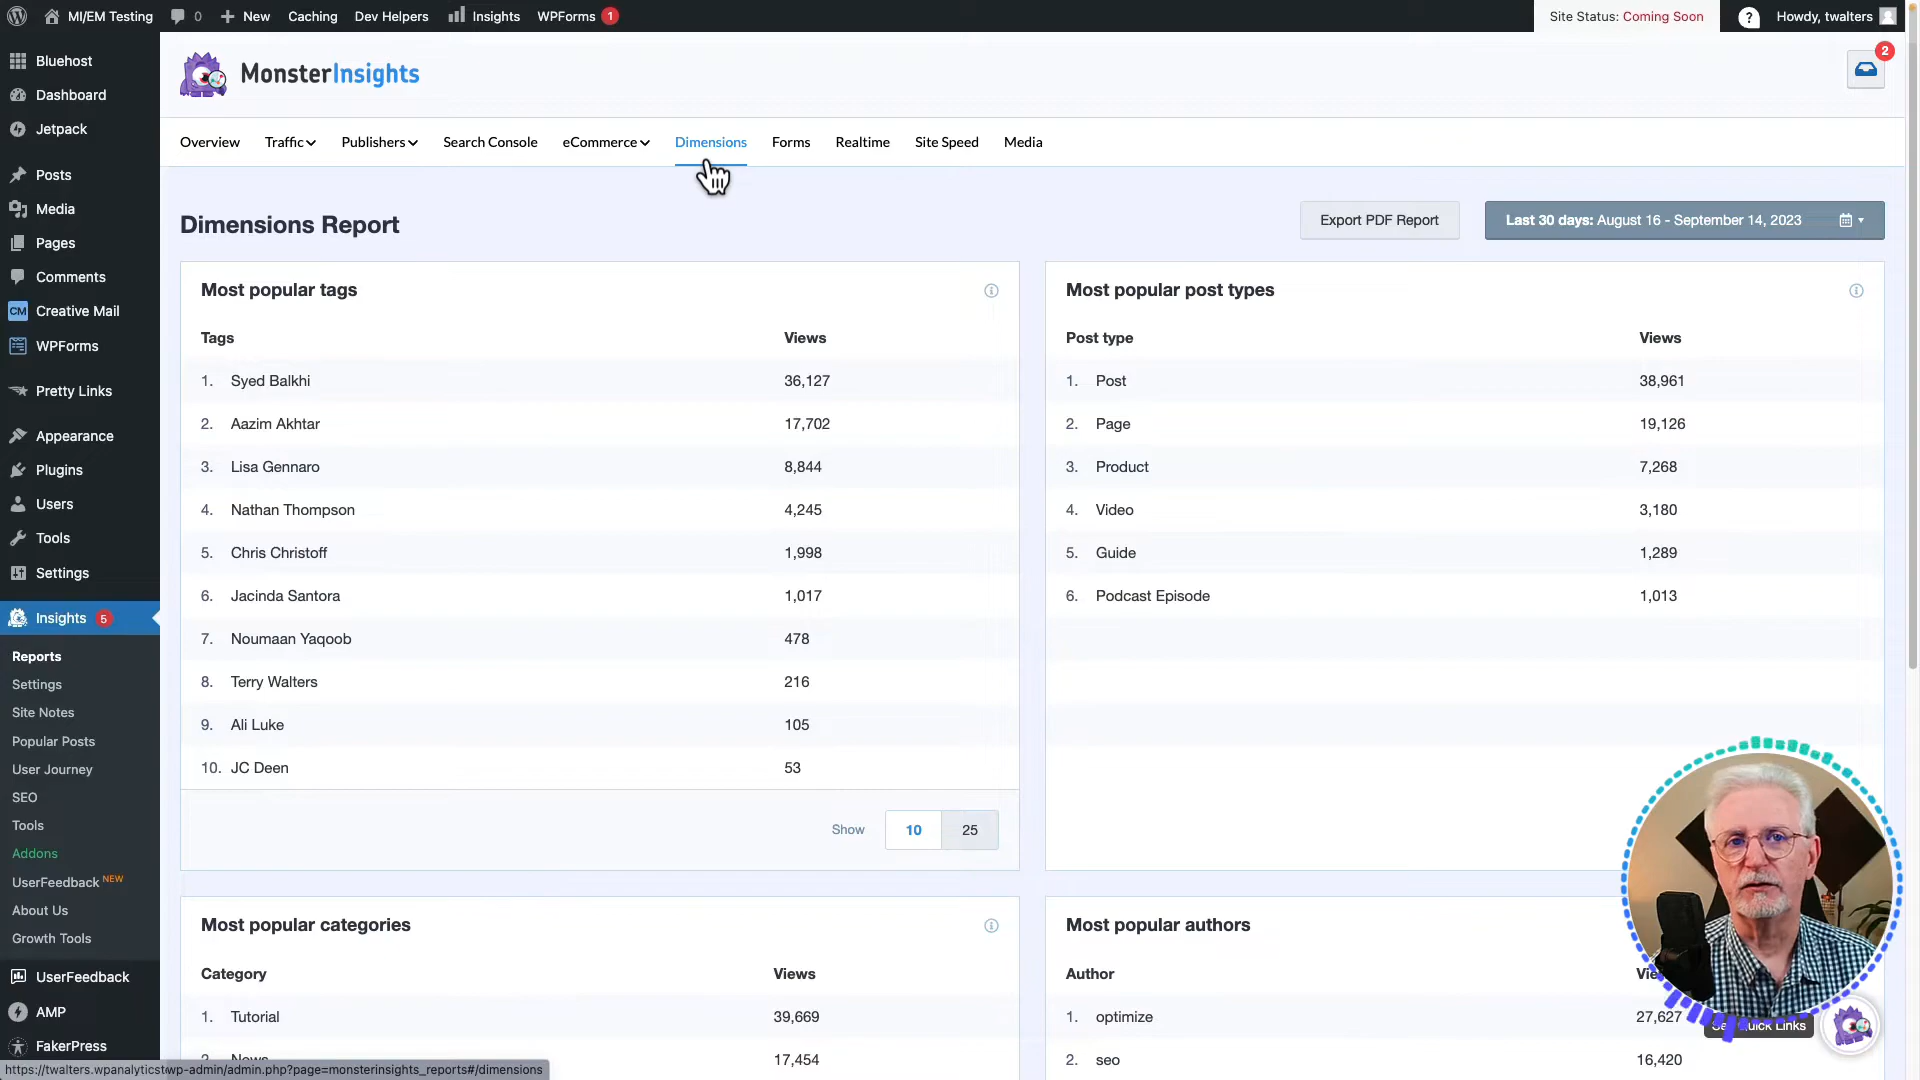 MI/EM Testing 0 New Caching Dev Helpers Insights WPForms 1 Site Status: Coming Soon ? Howdy, twalters
Bluehost
Dashboard
Jetpack
Posts
Media
Pages
Comments
CM Creative Mail
WPForms
Pretty Links
Appearance
Plugins
Users
Tools
Settings
Insights 5
Reports
Settings
Site Notes
Popular Posts
User Journey
SEO
Tools
Addons
UserFeedback NEW
About Us
Growth Tools
UserFeedback
AMP
FakerPress
MonsterInsights
2
Overview Traffic Publishers Search Console eCommerce Dimensions Forms Realtime Site Speed Media
Dimensions Report
Export PDF Report
Last 30 days: August 16 - September 14, 2023
Most popular tags
Tags Views
1. Syed Balkhi 36,127
2. Aazim Akhtar 17,702
3. Lisa Gennaro 8,844
4. Nathan Thompson 4,245
5. Chris Christoff 1,998
6. Jacinda Santora 1,017
7. Noumaan Yaqoob 478
8. Terry Walters 216
9. Ali Luke 105
10. JC Deen 53
Show 10 25
Most popular post types
Post type Views
1. Post 38,961
2. Page 19,126
3. Product 7,268
4. Video 3,180
5. Guide 1,289
6. Podcast Episode 1,013
Most popular categories
Category Views
1. Tutorial 39,669
2. News 17,454
Most popular authors
Author
1. optimize 27,627
2. seo 16,420
Quick Links
https://twalters.wpanalyticstwp-admin/admin.php?page=monsterinsights_reports#/dimensions